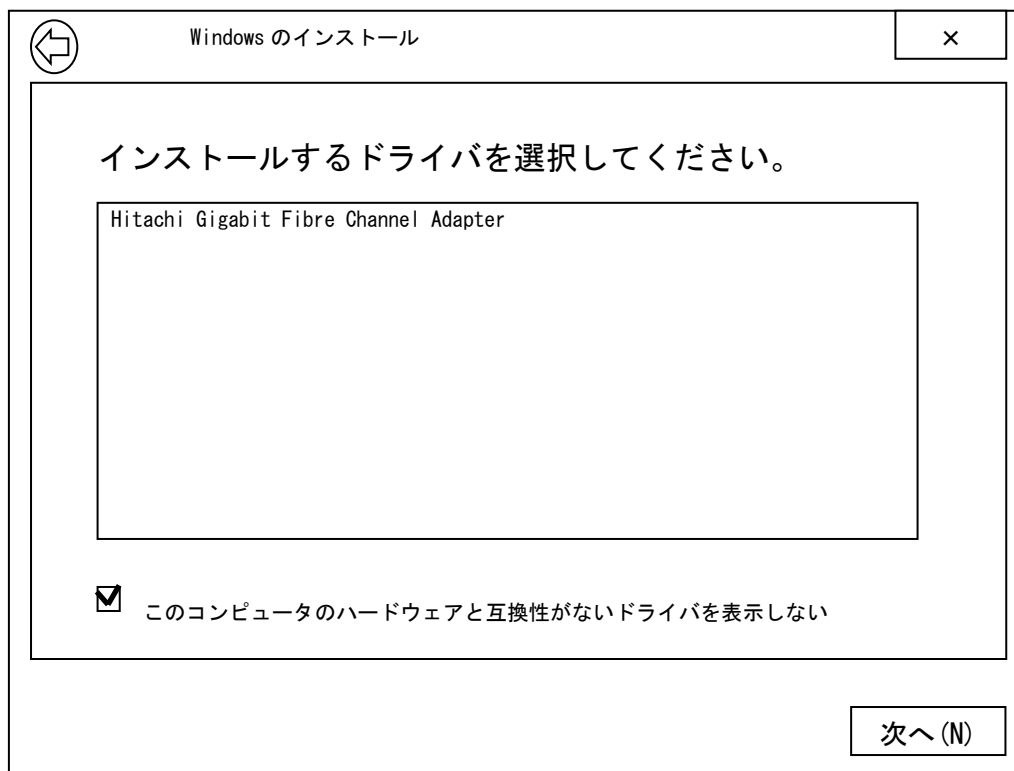 Windows のインストール
×
インストールするドライバを選択してください。
Hitachi Gigabit Fibre Channel Adapter
このコンピュータのハードウェアと互換性がないドライバを表示しない
次へ(N)